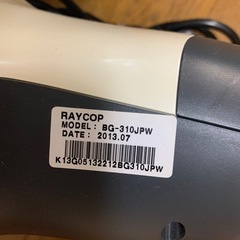 RAYCOP
MODEL: BG-310JPW
DATE: 2013.07
K13G05132212BG310JPW